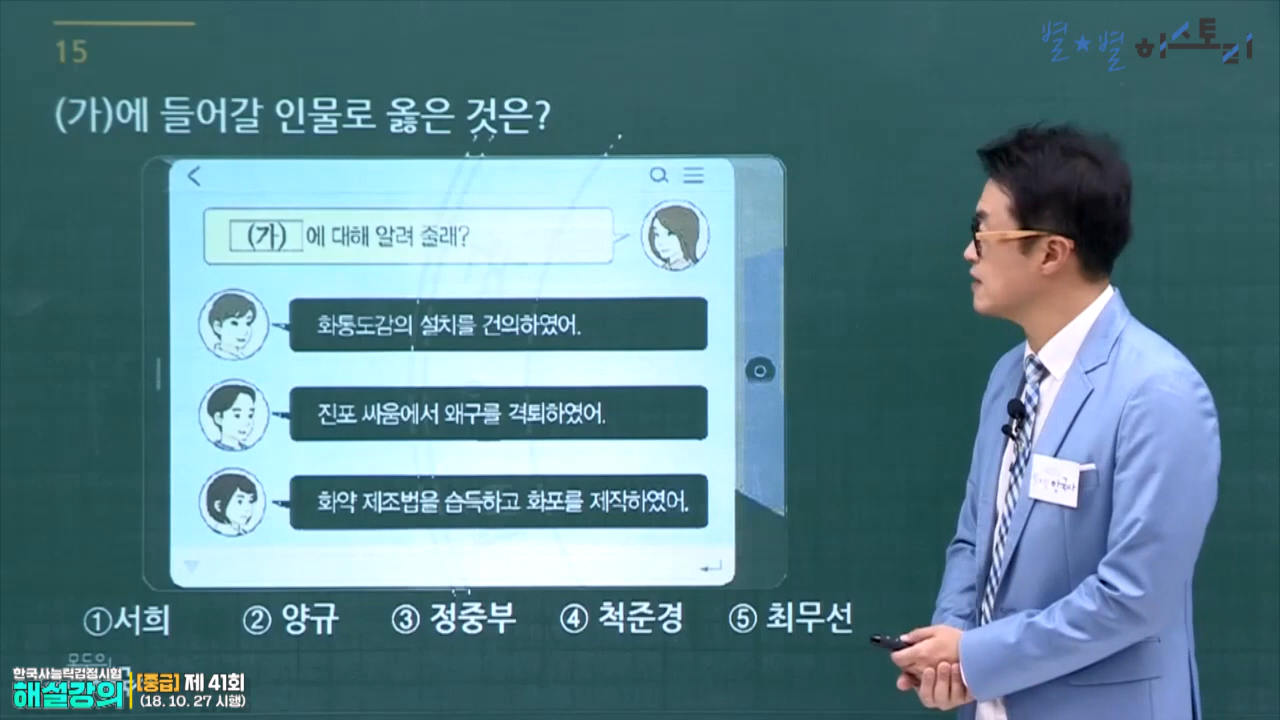 15
별★별 히스토리
(가)에 들어갈 인물로 옳은 것은?
(가) 에 대해 알려 줄래?
화통도감의 설치를 건의하였어.
진포 싸움에서 왜구를 격퇴하였어.
화약 제조법을 습득하고 화포를 제작하였어.
①서희 ② 양규 ③ 정중부 ④ 척준경 ⑤ 최무선
한국사능력검정시험
해설강의 [중급] 제 41회
(18. 10. 27 시행)